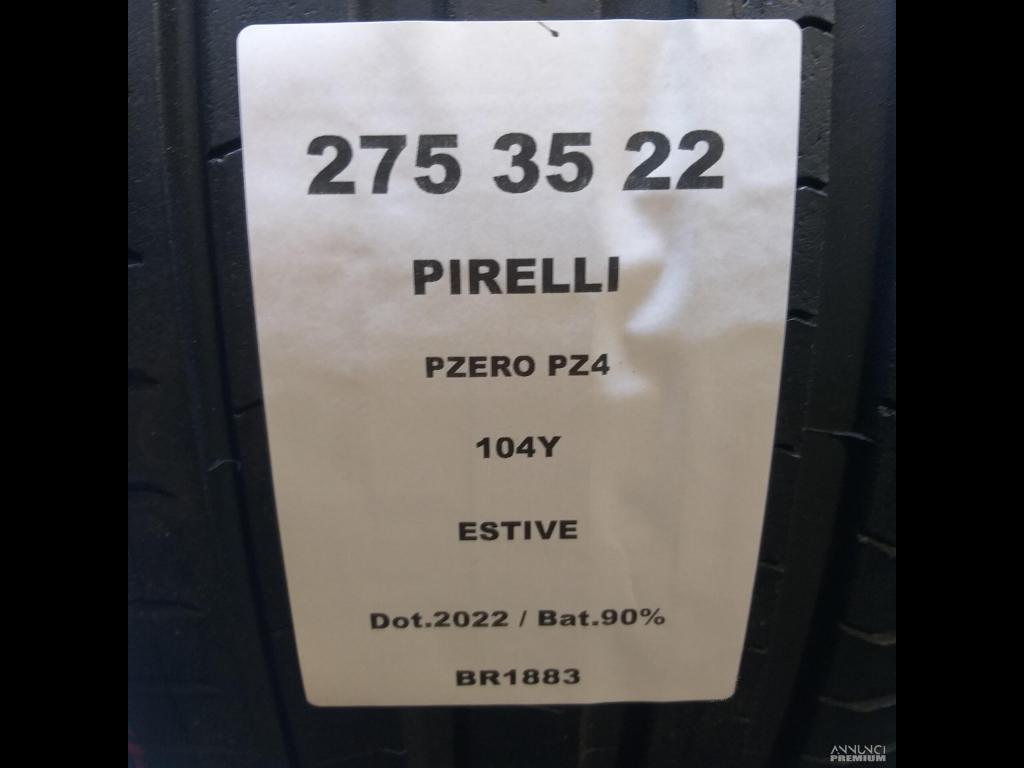 275 35 22
PIRELLI
PZERO PZ4
104Y
ESTIVE
Dot.2022 / Bat.90%
BR1883
ANNUNCI
PREMIUM